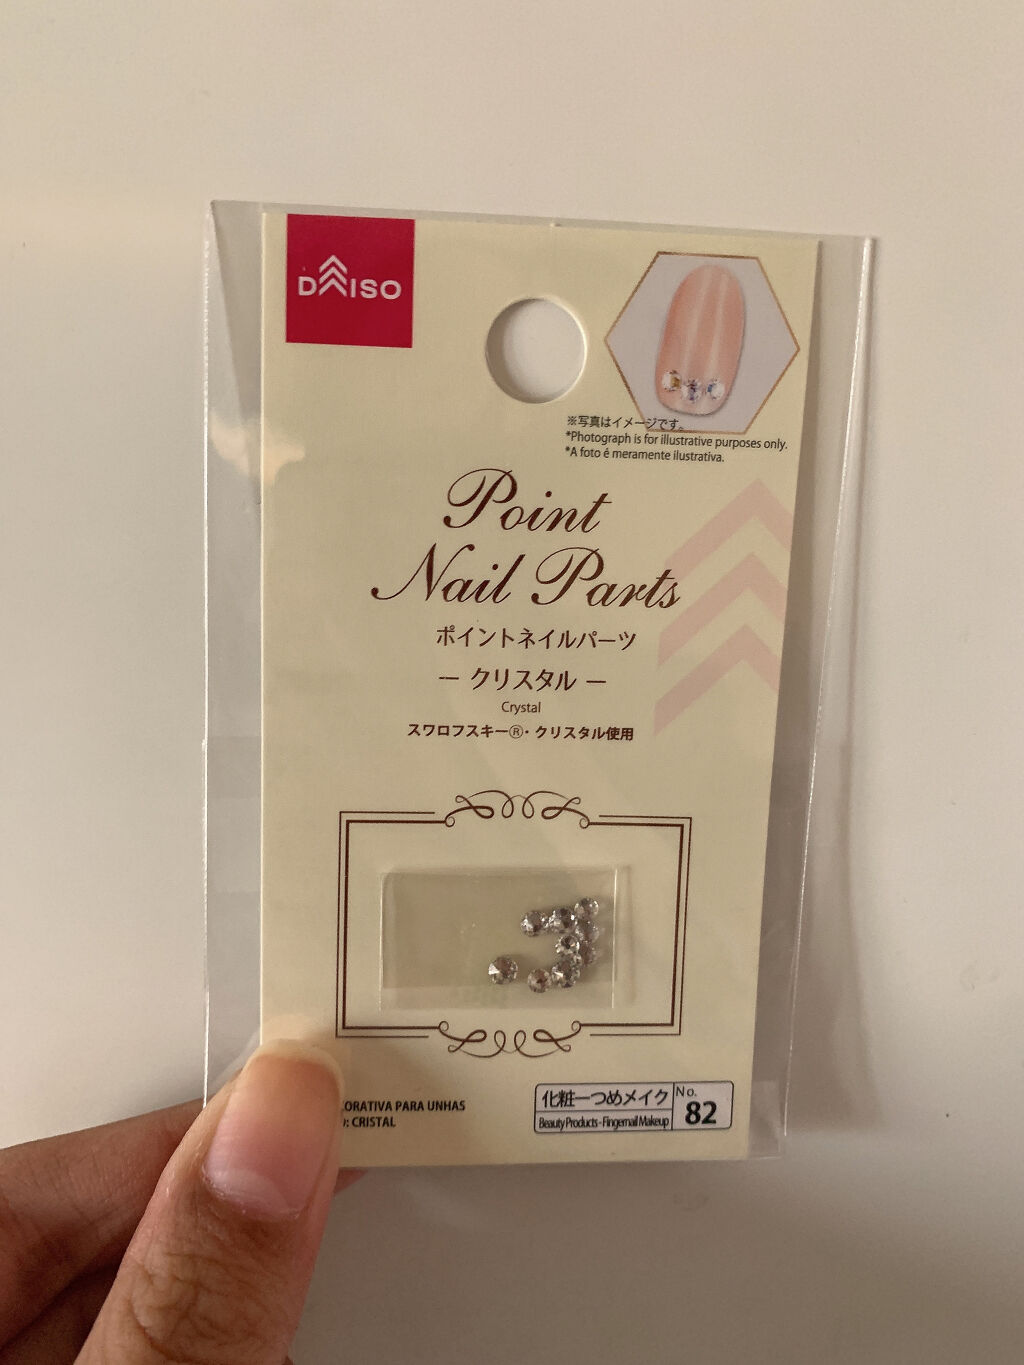 DAISO
※写真はイメージです。
*Photograph is for illustrative purposes only.
*A foto é meramente ilustrativa.
Point
Nail Parts
ポイントネイルパーツ
ー クリスタル ー
Crystal
スワロフスキー®・クリスタル使用
CORATIVA PARA UNHAS
: CRISTAL
化粧ーつめメイク
Beauty Products - Fingernail Makeup
No.
82